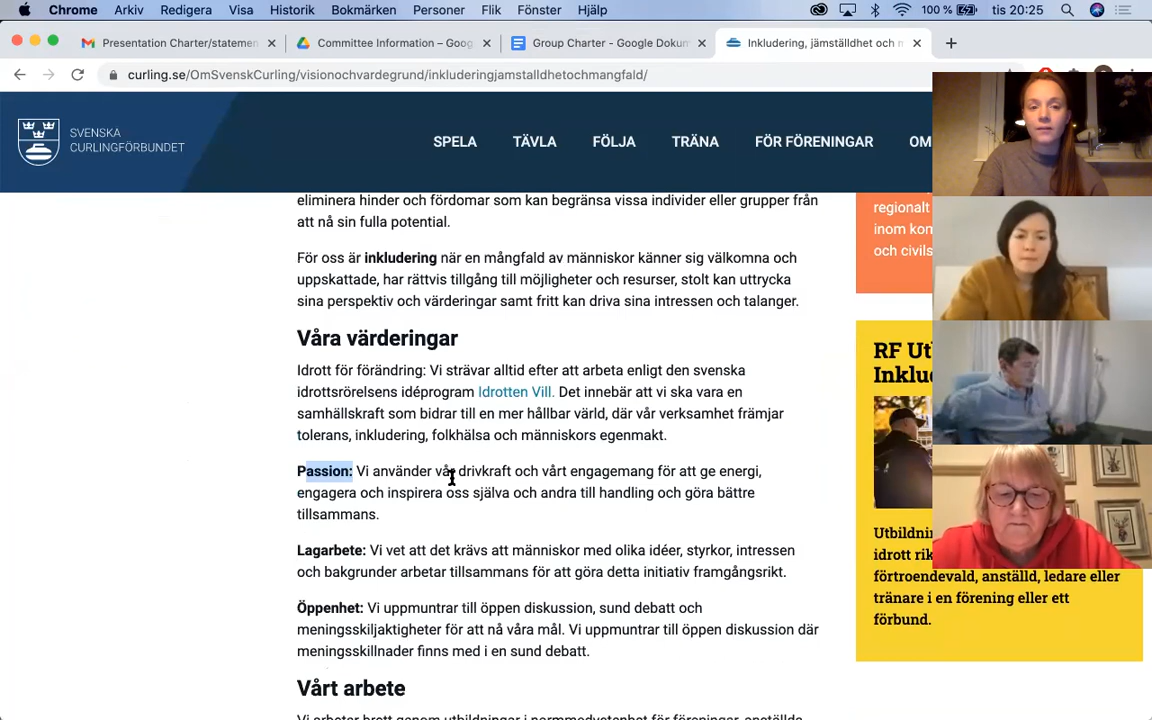 Chrome Arkiv Redigera Visa Historik Bokmärken Personer Flik Fönster Hjälp 100 % tis 20:25
Presentation Charter/statemen
Committee Information – Goog
Group Charter - Google Dokum
Inkludering, jämställdhet och m
curling.se/OmSvenskCurling/visionochvardegrund/inkluderingjamstalldhetochmangfald/
SVENSKA
CURLINGFÖRBUNDET
SPELA TÄVLA FÖLJA TRÄNA FÖR FÖRENINGAR OM
eliminera hinder och fördomar som kan begränsa vissa individer eller grupper från
att nå sin fulla potential.
För oss är inkludering när en mångfald av människor känner sig välkomna och
uppskattade, har rättvis tillgång till möjligheter och resurser, stolt kan uttrycka
sina perspektiv och värderingar samt fritt kan driva sina intressen och talanger.
Våra värderingar
Idrott för förändring: Vi strävar alltid efter att arbeta enligt den svenska
idrottsrörelsens idéprogram Idrotten Vill. Det innebär att vi ska vara en
samhällskraft som bidrar till en mer hållbar värld, där vår verksamhet främjar
tolerans, inkludering, folkhälsa och människors egenmakt.
Passion: Vi använder vår drivkraft och vårt engagemang för att ge energi,
engagera och inspirera oss själva och andra till handling och göra bättre
tillsammans.
Lagarbete: Vi vet att det krävs att människor med olika idéer, styrkor, intressen
och bakgrunder arbetar tillsammans för att göra detta initiativ framgångsrikt.
Öppenhet: Vi uppmuntrar till öppen diskussion, sund debatt och
meningsskiljaktigheter för att nå våra mål. Vi uppmuntrar till öppen diskussion där
meningsskillnader finns med i en sund debatt.
Vårt arbete
Vi arbetar brett genom utbildningar i normmedvetenhet för föreningar, anställda
regionalt
inom kon
och civils
RF Ut
Inklud
Utbildnin
idrott rik
förtroendevald, anställd, ledare eller
tränare i en förening eller ett
förbund.